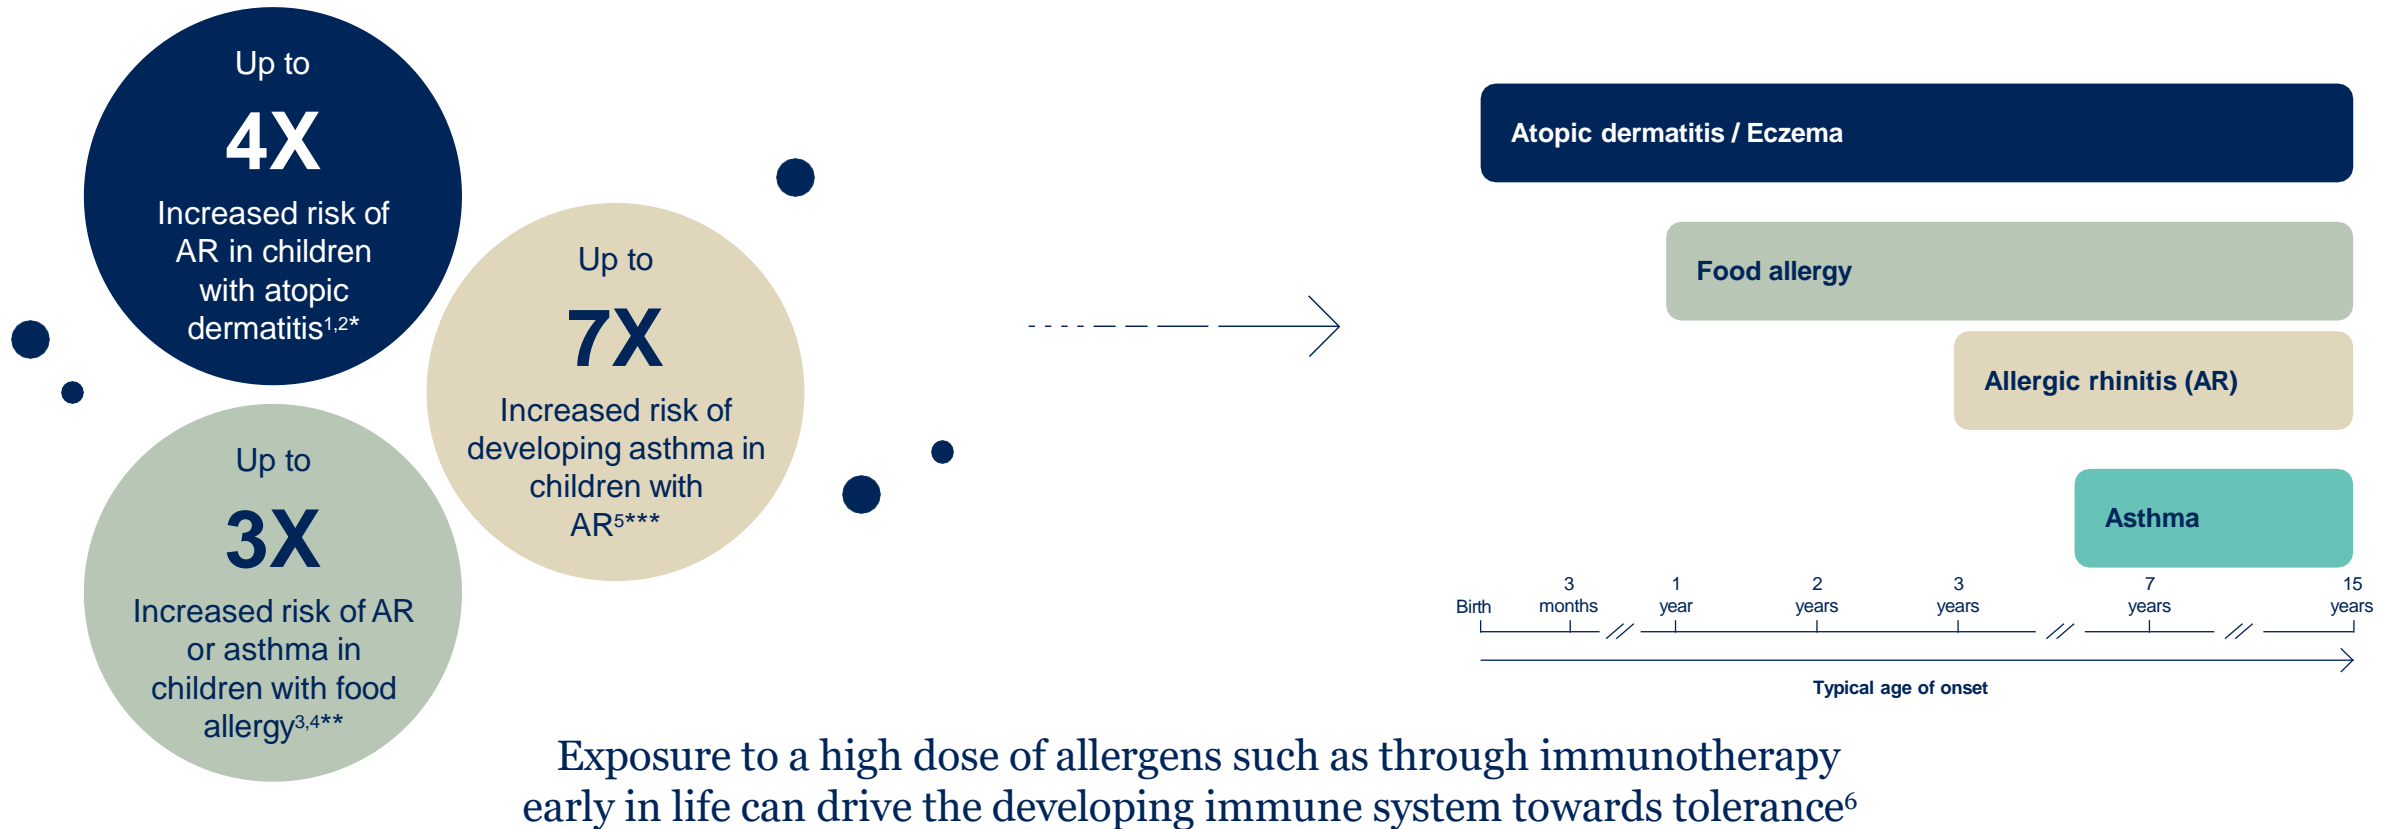 Up to
4X
Increased risk of
AR in children
with atopic
dermatitis1,2*
Up to
7X
Increased risk of
developing asthma in
children with
AR5***
Up to
3X
Increased risk of AR
or asthma in
children with food
allergy3,4**
Atopic dermatitis / Eczema
Food allergy
Allergic rhinitis (AR)
Asthma
Birth
3
months
1
year
2
years
3
years
7
years
15
years
Typical age of onset
Exposure to a high dose of allergens such as through immunotherapy
early in life can drive the developing immune system towards tolerance6